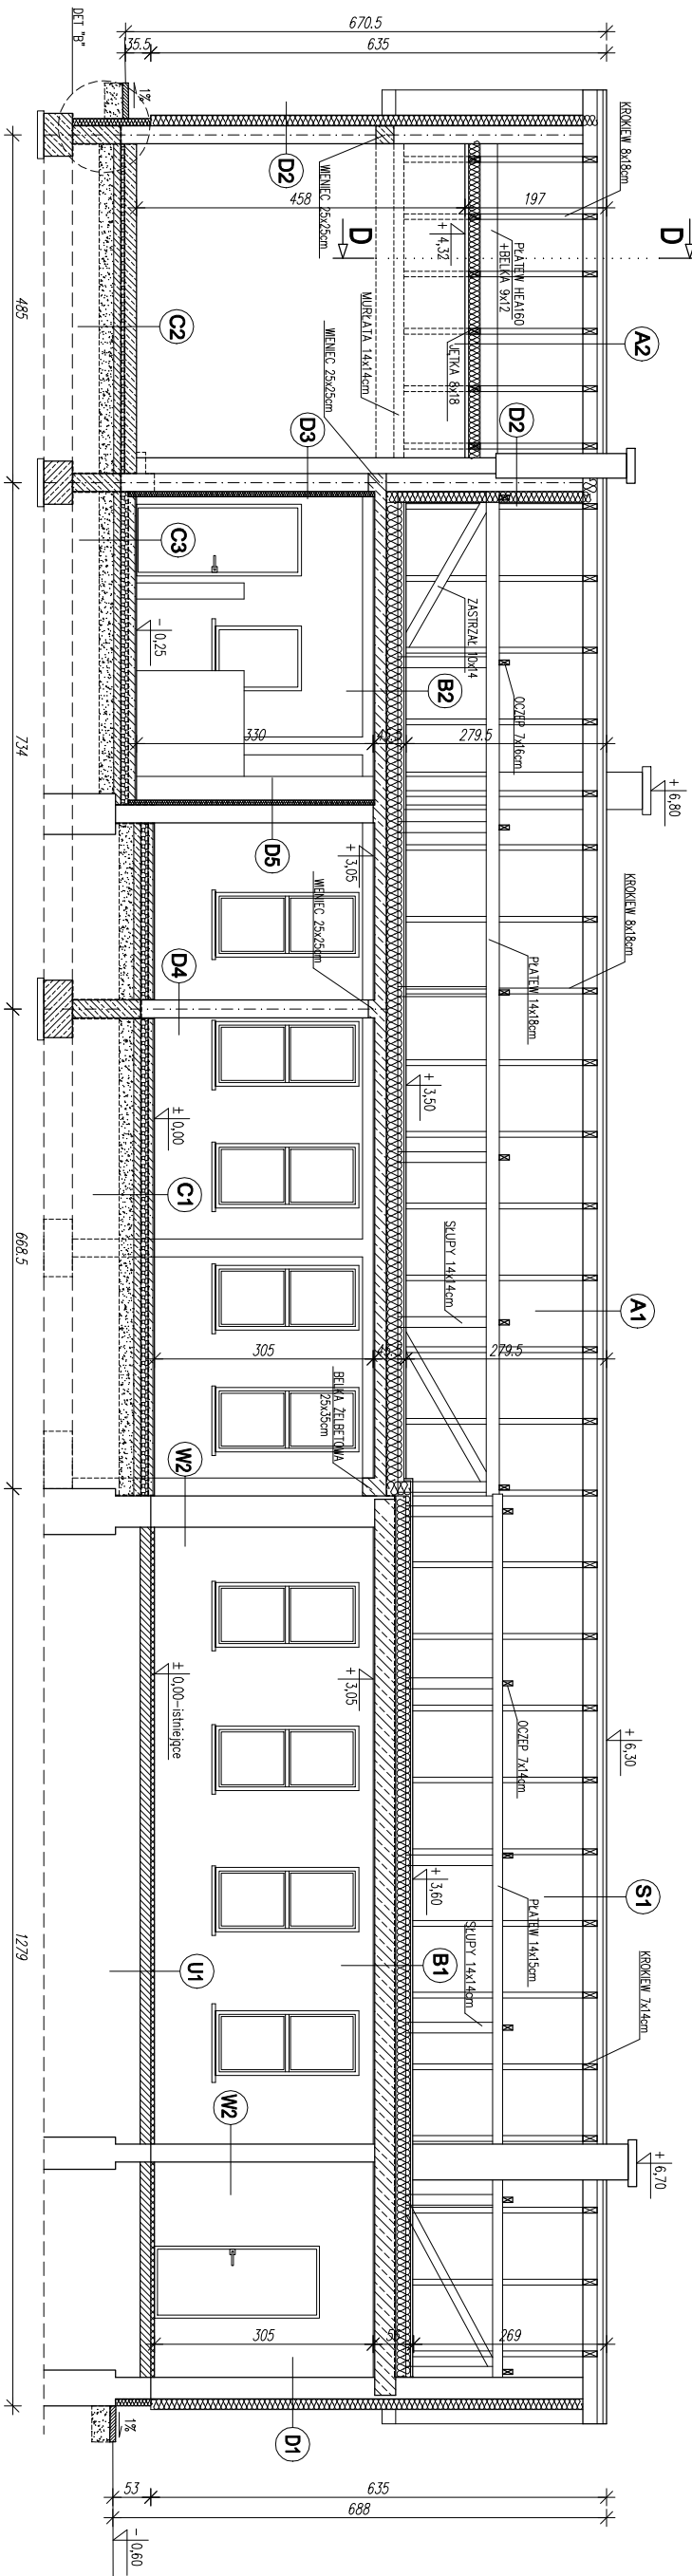 670.5
35.5
635
DET "B"
1%
D2
KROKIEW 8x18cm
WIENIEC 25x25cm
458
197
D
D
+ 4,32
PŁATEW HEA160
+BELKA 9x12
MURŁATA 14x14cm
JĘTKA 8x18
A2
C2
485
WIENIEC 25x25cm
D3
D2
C3
- 0,25
ZASTRZAŁ 10x14
OCZEP 7x16cm
B2
330
45.5
279.5
734
+ 6,80
D5
+ 3,05
WIENIEC 25x25cm
KROKIEW 8x18cm
D4
PŁATEW 14x18cm
+ 3,50
± 0,00
C1
668.5
SŁUPY 14x14cm
A1
305
45.5
279.5
BELKA ŻELBETOWA
25x35cm
W2
± 0,00-istniejące
+ 3,05
OCZEP 7x14cm
+ 6,30
+ 3,60
S1
PŁATEW 14x15cm
SŁUPY 14x14cm
B1
U1
KROKIEW 7x14cm
1279
W2
+ 6,70
305
56
269
D1
1%
53
635
688
- 0,60